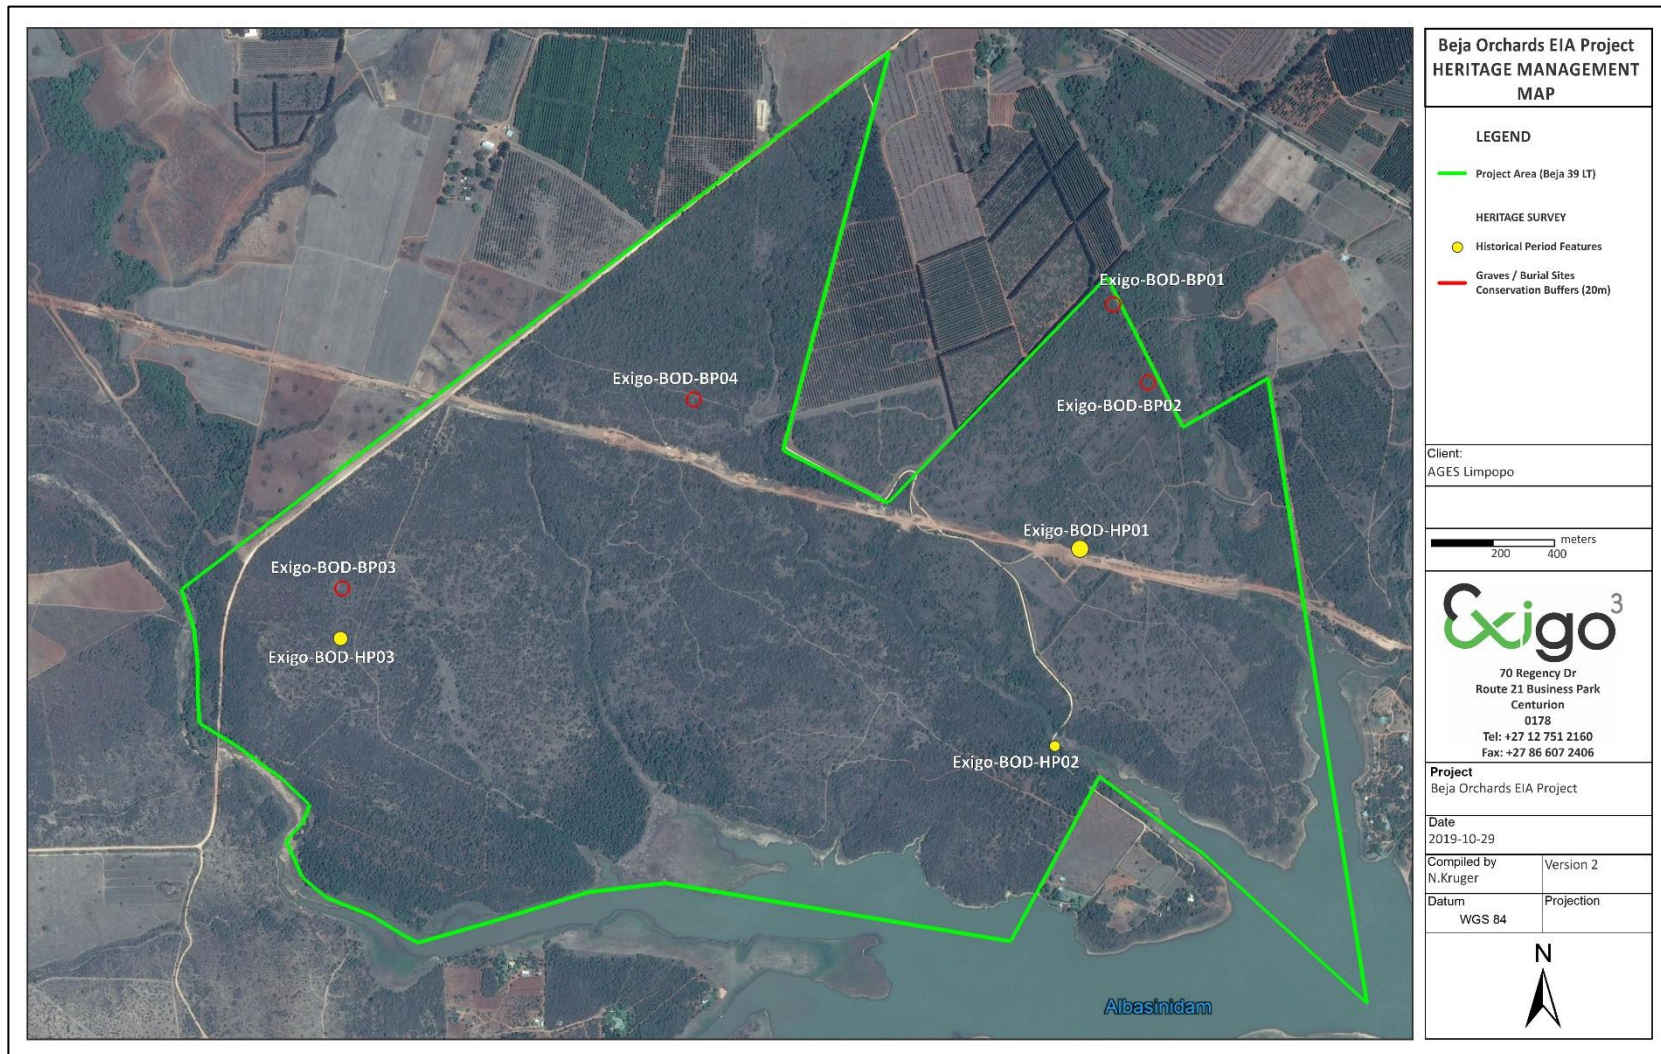 Beja Orchards EIA Project
HERITAGE MANAGEMENT
MAP
LEGEND
Project Area (Beja 39 LT)
HERITAGE SURVEY
Historical Period Features
Graves / Burial Sites
Conservation Buffers (20m)
Client:
AGES Limpopo
meters
200 400
Exigo3
70 Regency Dr
Route 21 Business Park
Centurion
0178
Tel: +27 12 751 2160
Fax: +27 86 607 2406
Project
Beja Orchards EIA Project
Date
2019-10-29
Compiled by
N.Kruger
Version 2
Datum
WGS 84
Projection
N
Exigo-BOD-BP01
Exigo-BOD-BP04
Exigo-BOD-BP02
Exigo-BOD-HP01
Exigo-BOD-BP03
Exigo-BOD-HP03
Exigo-BOD-HP02
Albasinidam